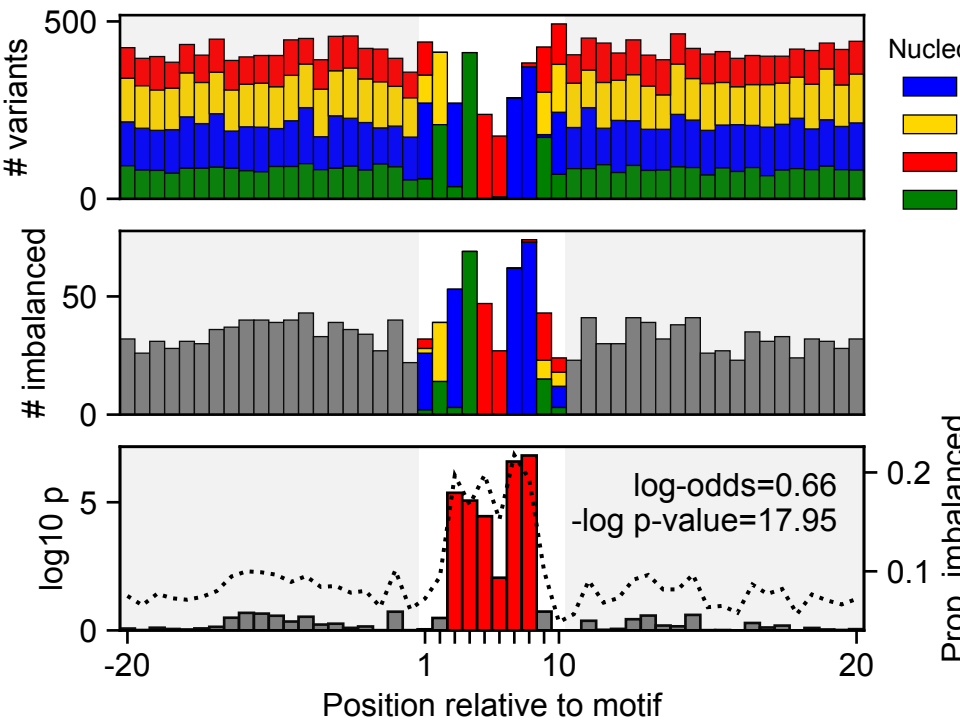 500
0
# variants
Nuclec
50
0
# imbalanced
5
0
log10 p
log-odds=0.66
-log p-value=17.95
0.2
0.1
Prop. imbalanced
-20
1
10
20
Position relative to motif